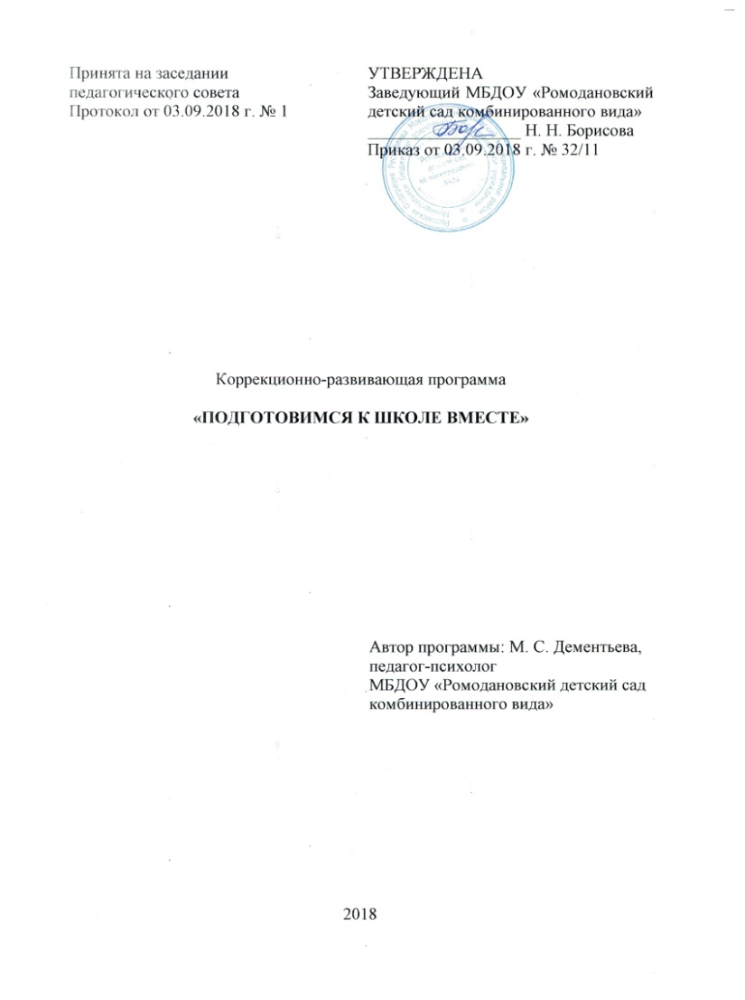 Принята на заседании
педагогического совета
Протокол от 03.09.2018 г. № 1
УТВЕРЖДЕНА
Заведующий МБДОУ «Ромодановский
детский сад комбинированного вида»
Н. Н. Борисова
Приказ от 03.09.2018 г. № 32/11
Коррекционно-развивающая программа
«ПОДГОТОВИМСЯ К ШКОЛЕ ВМЕСТЕ»
Автор программы: М. С. Дементьева,
педагог-психолог
МБДОУ «Ромодановский детский сад
комбинированного вида»
2018